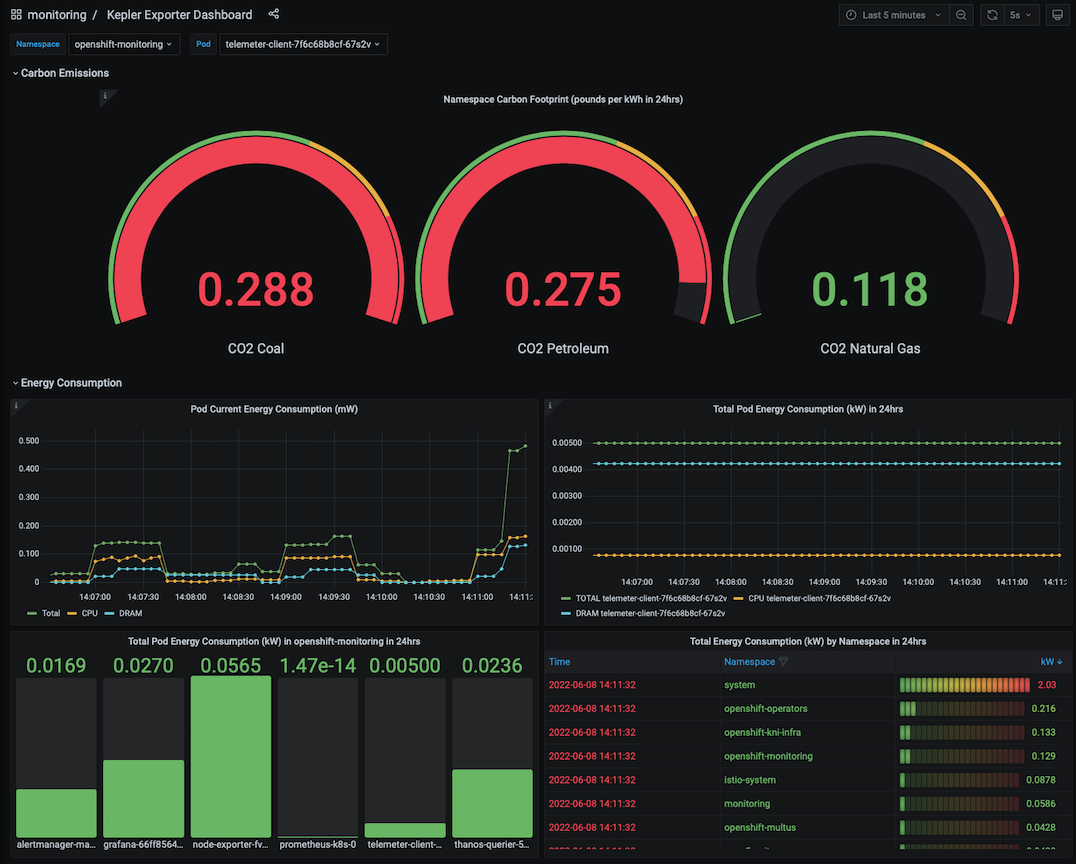 monitoring / Kepler Exporter Dashboard
Last 5 minutes
5s
Namespace openshift-monitoring Pod telemeter-client-7f6c68b8cf-67s2v
Carbon Emissions
i
Namespace Carbon Footprint (pounds per kWh in 24hrs)
0.288 0.275 0.118
CO2 Coal CO2 Petroleum CO2 Natural Gas
Energy Consumption
i
Pod Current Energy Consumption (mW)
0.500
0.400
0.300
0.200
0.100
0
14:07:00 14:07:30 14:08:00 14:08:30 14:09:00 14:09:30 14:10:00 14:10:30 14:11:00 14:11:
Total CPU DRAM
i
Total Pod Energy Consumption (kW) in 24hrs
0.00500
0.00400
0.00300
0.00200
0.00100
14:07:00 14:07:30 14:08:00 14:08:30 14:09:00 14:09:30 14:10:00 14:10:30 14:11:00 14:11:
TOTAL telemeter-client-7f6c68b8cf-67s2v CPU telemeter-client-7f6c68b8cf-67s2v
DRAM telemeter-client-7f6c68b8cf-67s2v
Total Pod Energy Consumption (kW) in openshift-monitoring in 24hrs
0.0169 0.0270 0.0565 1.47e-14 0.00500 0.0236
alertmanager-ma... grafana-66ff8564... node-exporter-fv... prometheus-k8s-0 telemeter-client-... thanos-querier-5...
Total Energy Consumption (kW) by Namespace in 24hrs
Time Namespace kW
2022-06-08 14:11:32 system 2.03
2022-06-08 14:11:32 openshift-operators 0.216
2022-06-08 14:11:32 openshift-kni-infra 0.133
2022-06-08 14:11:32 openshift-monitoring 0.129
2022-06-08 14:11:32 istio-system 0.0878
2022-06-08 14:11:32 monitoring 0.0586
2022-06-08 14:11:32 openshift-multus 0.0428